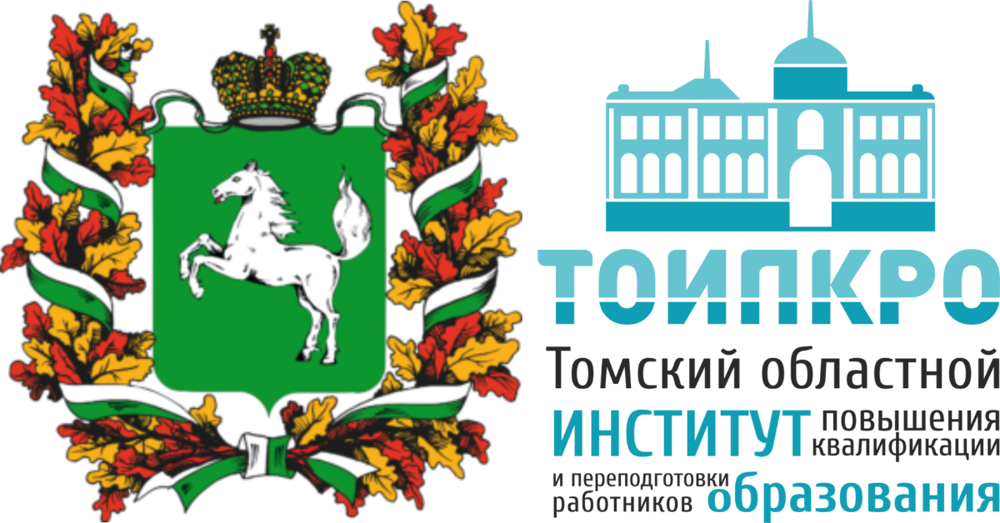 ТОИПКРО
Томский областной
ИНСТИТУТ повышения
квалификации
и переподготовки
работников образования